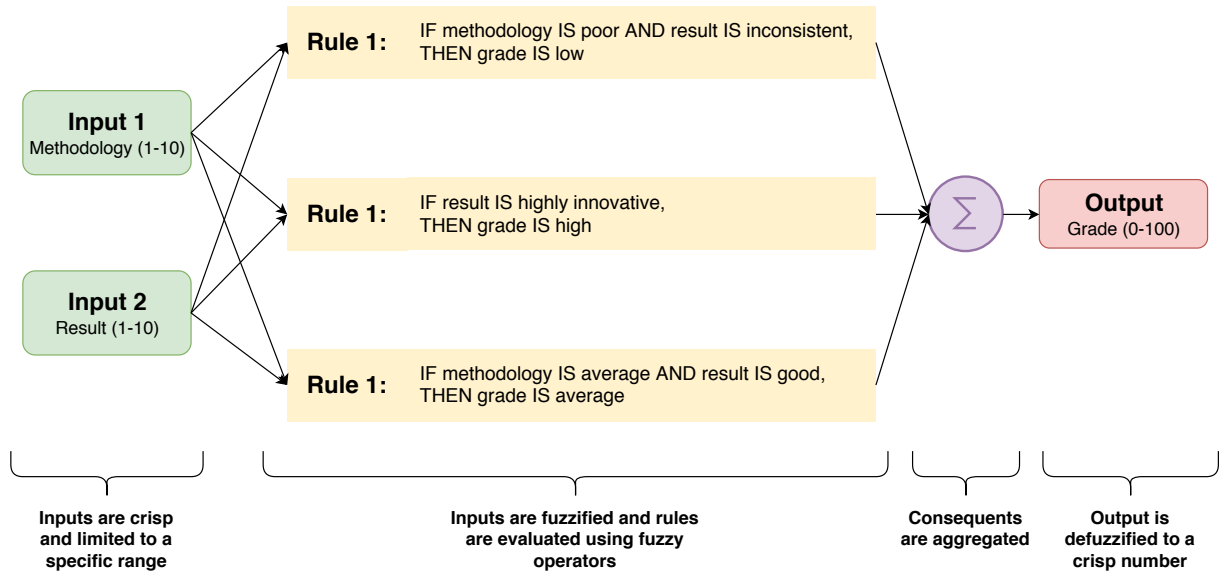 Rule 1:
IF methodology IS poor AND result IS inconsistent,
THEN grade IS low
Input 1
Methodology (1-10)
Rule 1:
IF result IS highly innovative,
THEN grade IS high
∑
Output
Grade (0-100)
Input 2
Result (1-10)
Rule 1:
IF methodology IS average AND result IS good,
THEN grade IS average
Inputs are crisp
and limited to a
specific range
Inputs are fuzzified and rules
are evaluated using fuzzy
operators
Consequents
are aggregated
Output is
defuzzified to a
crisp number